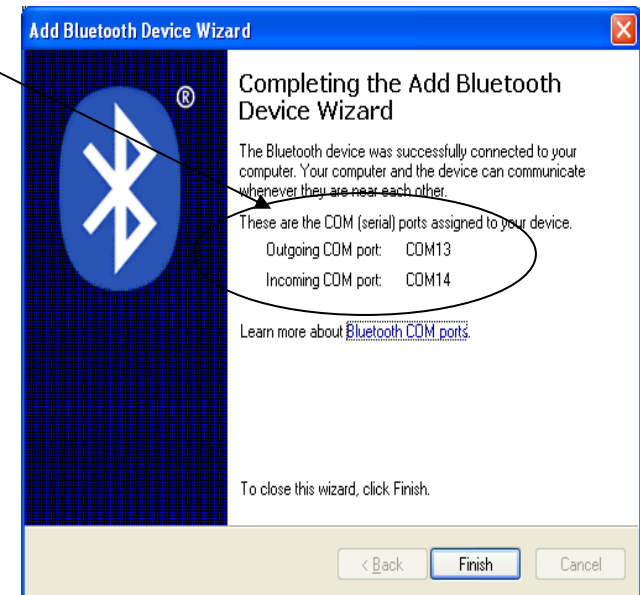 Add Bluetooth Device Wizard
®
Completing the Add Bluetooth
Device Wizard
The Bluetooth device was successfully connected to your
computer. Your computer and the device can communicate
whenever they are near each other.
These are the COM (serial) ports assigned to your device.
Outgoing COM port: COM13
Incoming COM port: COM14
Learn more about Bluetooth COM ports.
To close this wizard, click Finish.
< Back Finish Cancel